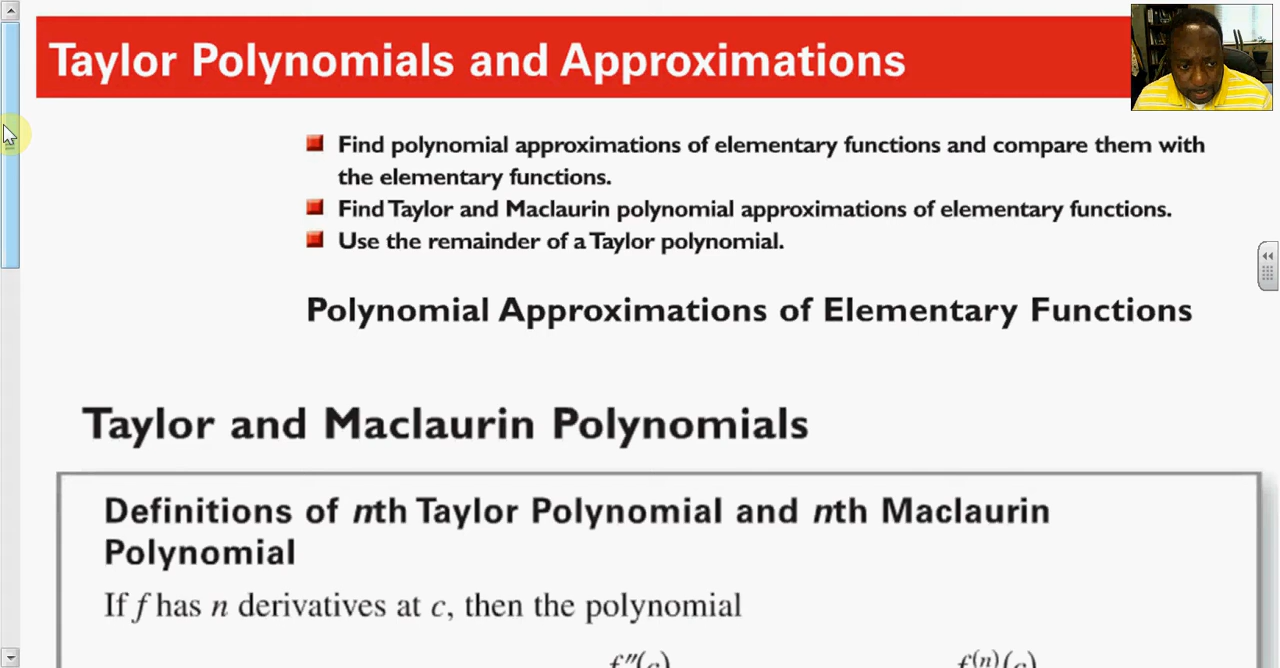 Taylor Polynomials and Approximations
Find polynomial approximations of elementary functions and compare them with
the elementary functions.
Find Taylor and Maclaurin polynomial approximations of elementary functions.
Use the remainder of a Taylor polynomial.
Polynomial Approximations of Elementary Functions
Taylor and Maclaurin Polynomials
Definitions of nth Taylor Polynomial and nth Maclaurin
Polynomial
If f has n derivatives at c, then the polynomial
f″(c) f⁽ⁿ⁾(c)